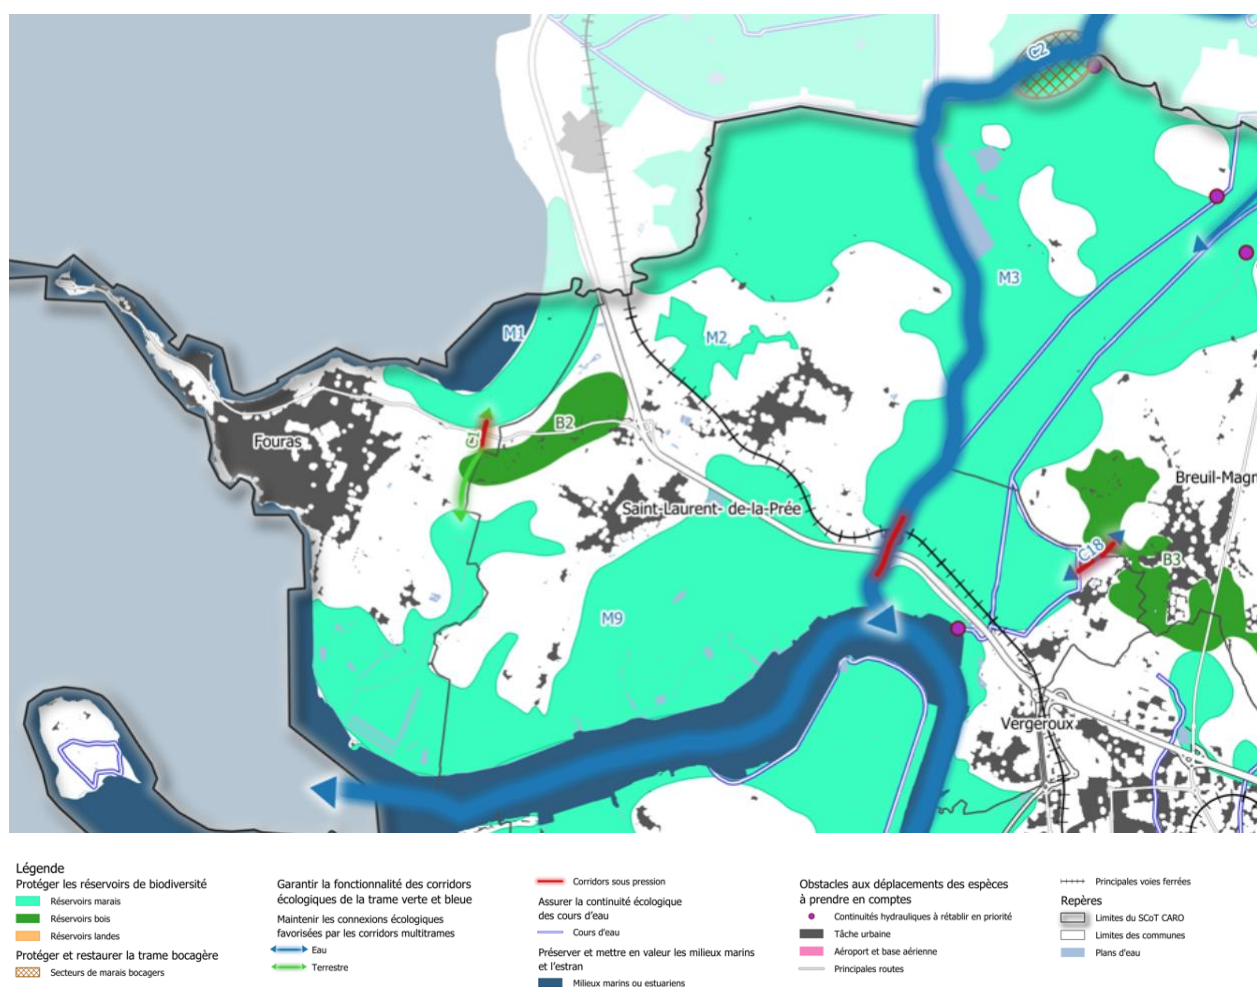 C2
M3
M1
M2
B2
Fouras
Saint-Laurent- de-la-Prée
Breuil-Magn
C18
B3
M9
Vergeroux
Légende
Protéger les réservoirs de biodiversité
Réservoirs marais
Réservoirs bois
Réservoirs landes
Protéger et restaurer la trame bocagère
Secteurs de marais bocagers
Garantir la fonctionnalité des corridors
écologiques de la trame verte et bleue
Maintenir les connexions écologiques
favorisées par les corridors multitrames
Eau
Terrestre
Corridors sous pression
Assurer la continuité écologique
des cours d'eau
Cours d'eau
Préserver et mettre en valeur les milieux marins
et l'estran
Milieux marins ou estuariens
Obstacles aux déplacements des espèces
à prendre en comptes
Continuités hydrauliques à rétablir en priorité
Tâche urbaine
Aéroport et base aérienne
Principales routes
Principales voies ferrées
Repères
Limites du SCoT CARO
Limites des communes
Plans d'eau